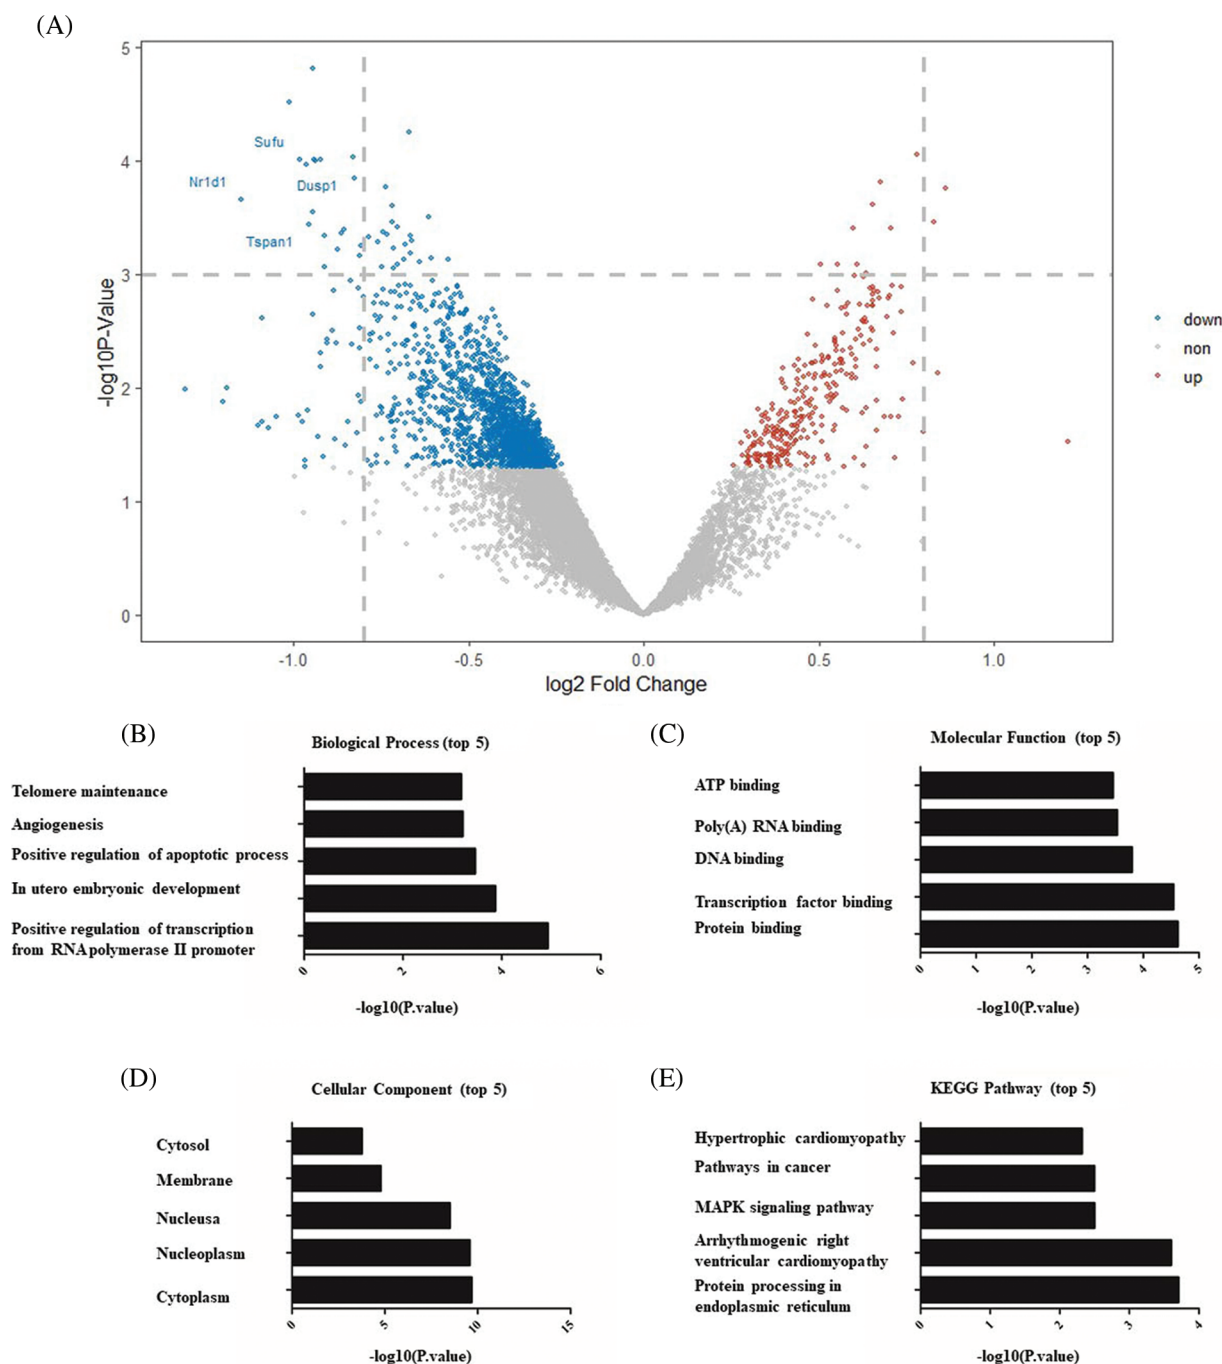 (A)
5
4
3
2
1
0
-log10P-Value
Sufu
Nr1d1
Dusp1
Tspan1
down
non
up
-1.0
-0.5
0.0
0.5
1.0
log2 Fold Change
(B)
Biological Process (top 5)
Telomere maintenance
Angiogenesis
Positive regulation of apoptotic process
In utero embryonic development
Positive regulation of transcription
from RNA polymerase II promoter
0
2
4
6
-log10(P.value)
(C)
Molecular Function (top 5)
ATP binding
Poly(A) RNA binding
DNA binding
Transcription factor binding
Protein binding
0
1
2
3
4
5
-log10(P.value)
(D)
Cellular Component (top 5)
Cytosol
Membrane
Nucleusa
Nucleoplasm
Cytoplasm
0
5
10
15
-log10(P.value)
(E)
KEGG Pathway (top 5)
Hypertrophic cardiomyopathy
Pathways in cancer
MAPK signaling pathway
Arrhythmogenic right
ventricular cardiomyopathy
Protein processing in
endoplasmic reticulum
0
1
2
3
4
-log10(P.value)